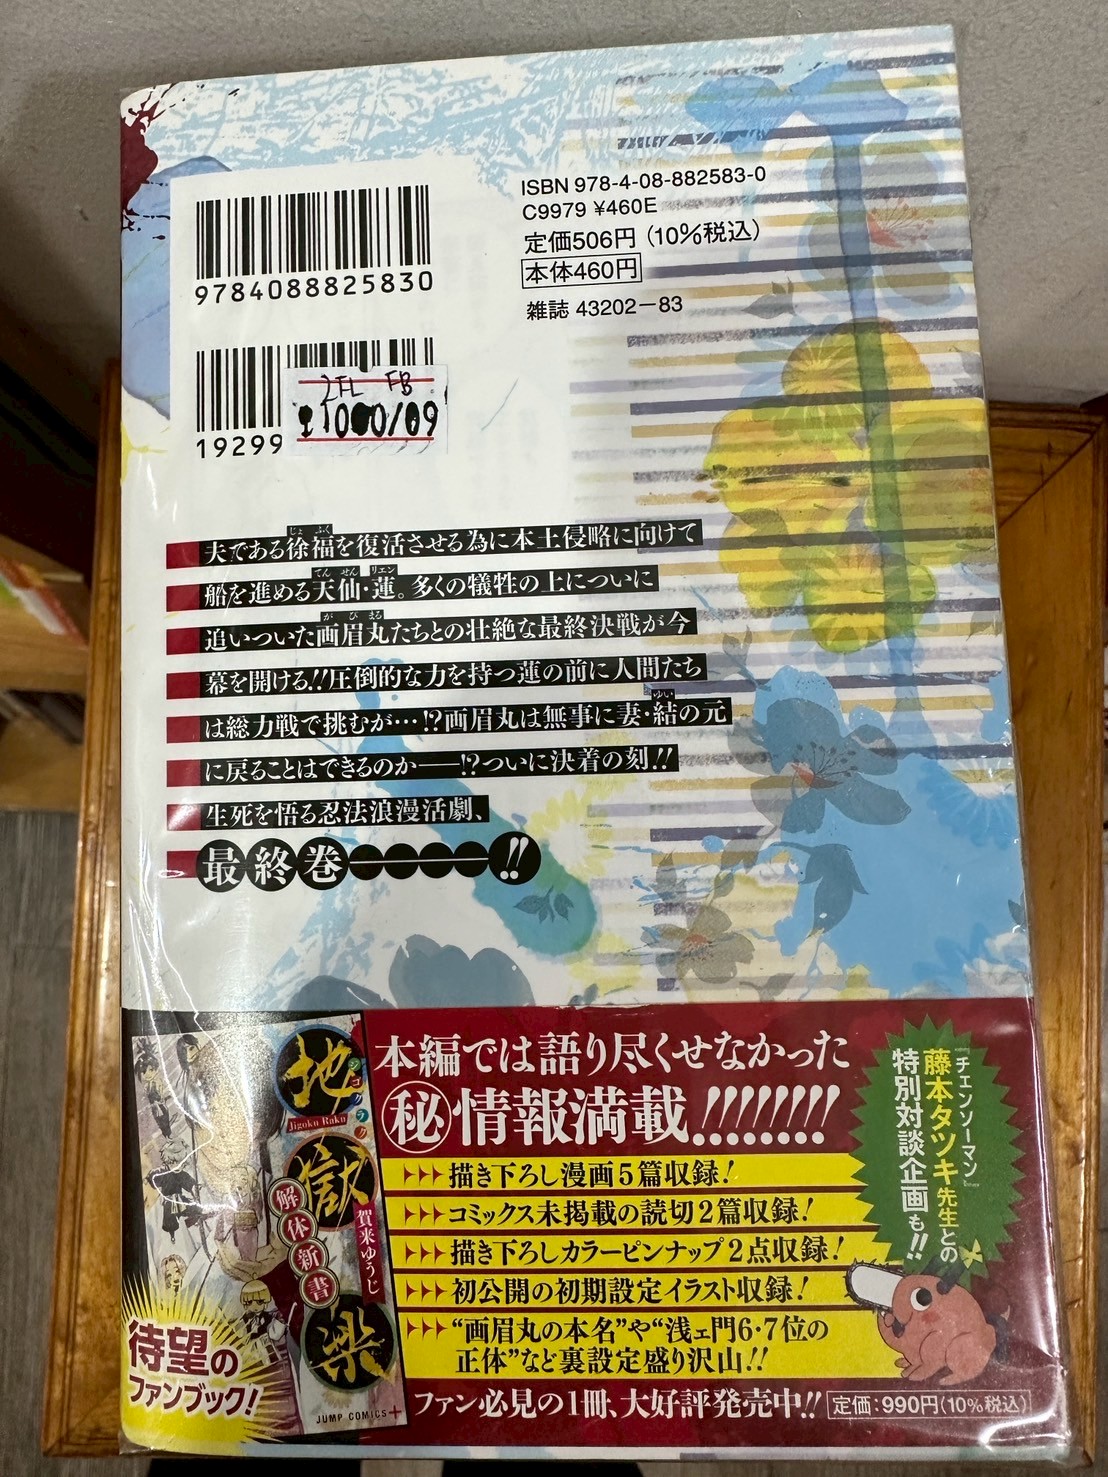 ISBN 978-4-08-882583-0
C9979 ¥460E
定価506円 (10%税込)
本体460円
雑誌 43202-83
9784088825830
2FL FB
19299
夫である徐福を復活させる為に本土侵略に向けて
船を進める天仙・蓮。多くの犠牲の上についに
追いついた画眉丸たちとの壮絶な最終決戦が今
幕を開ける!!圧倒的な力を持つ蓮の前に人間たち
は総力戦で挑むが…!?画眉丸は無事に妻・結の元
に戻ることはできるのか──!?ついに決着の刻!!
生死を悟る忍法浪漫活劇、
最終巻────!!
本編では語り尽くせなかった
㊙情報満載!!!!!!!!
描き下ろし漫画5篇収録!
コミックス未掲載の読切2篇収録!
描き下ろしカラーピンナップ2点収録!
初公開の初期設定イラスト収録!
“画眉丸の本名”や“浅ェ門6・7位の
正体”など裏設定盛り沢山!!
ファン必見の1冊、大好評発売中!!
定価:990円(10%税込)
チェンソーマン
藤本タツキ先生との
特別対談企画も!!
地獄楽
ジゴクラク
Jigoku Raku
解体新書
賀来ゆうじ
JUMP COMICS+
待望の
ファンブック!